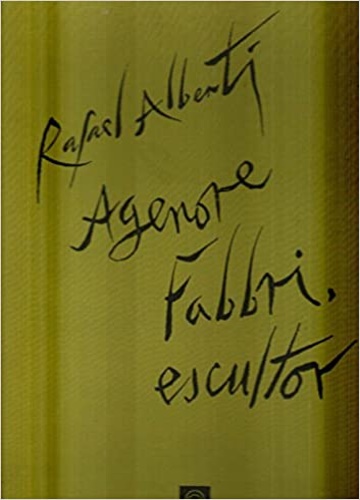 Rafael Alberti
Agenore
Fabbri,
escultor